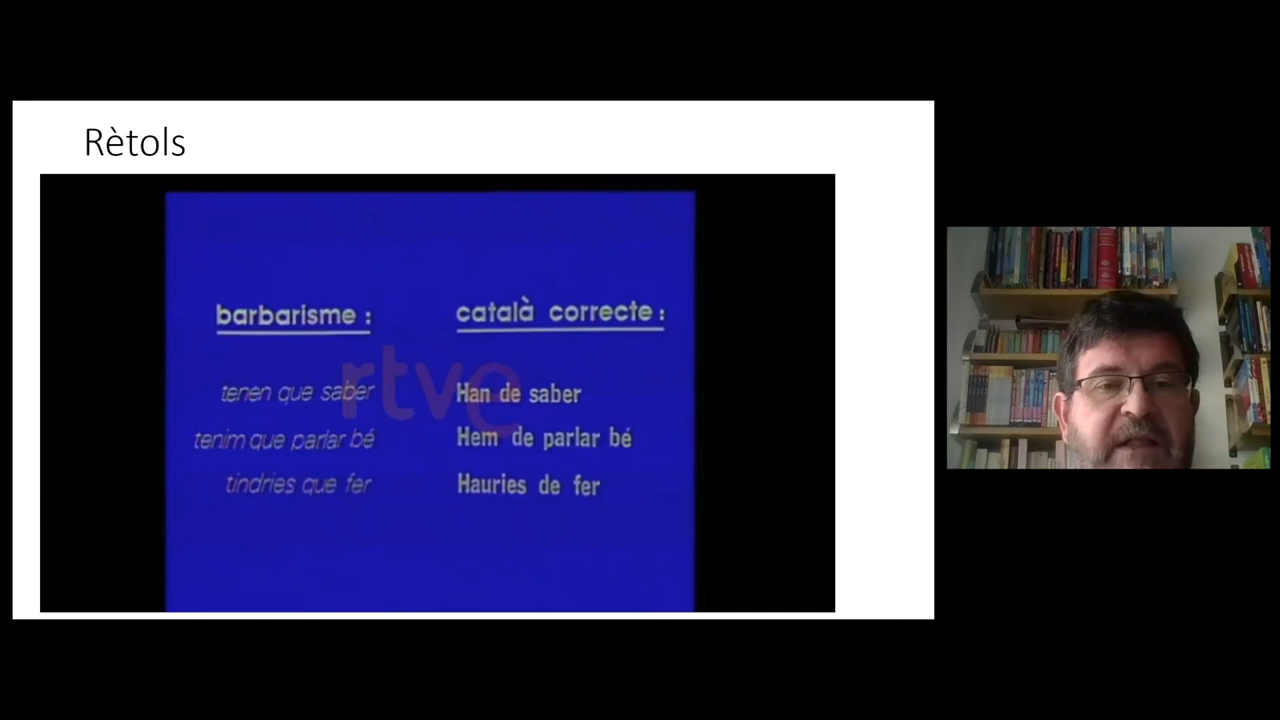 Rètols
barbarisme : català correcte :
rtve
tenen que saber Han de saber
tenim que parlar bé Hem de parlar bé
tindries que fer Hauries de fer